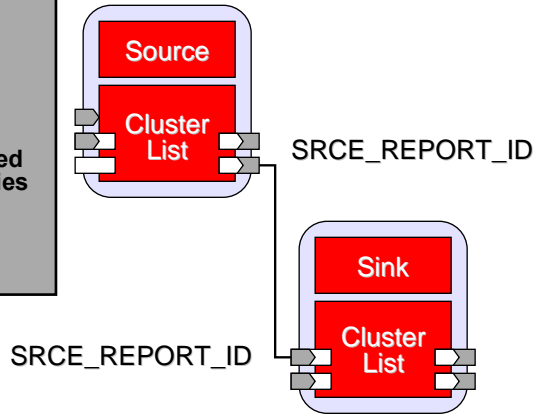 Source
Cluster
List
SRCE_REPORT_ID
Sink
Cluster
List
SRCE_REPORT_ID